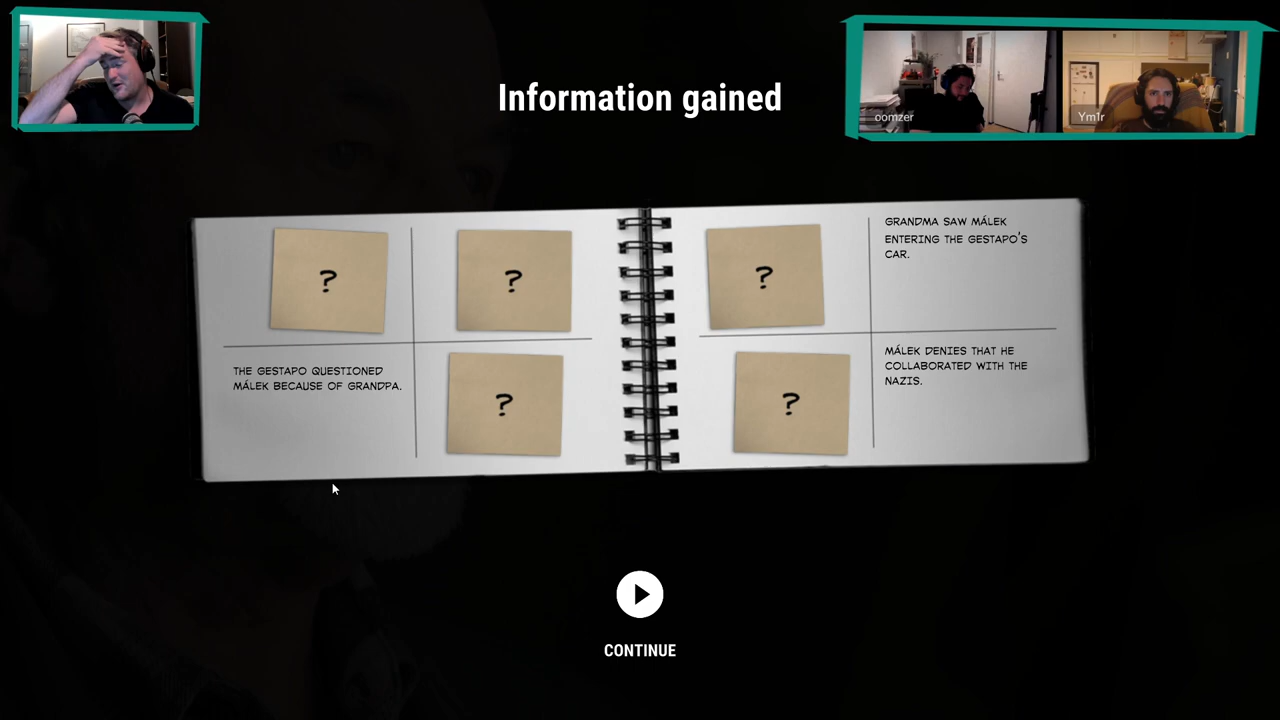 Information gained
oomzer
Ym1r
?
?
THE GESTAPO QUESTIONED
MÁLEK BECAUSE OF GRANDPA.
?
?
GRANDMA SAW MÁLEK
ENTERING THE GESTAPO'S
CAR.
?
MÁLEK DENIES THAT HE
COLLABORATED WITH THE
NAZIS.
CONTINUE